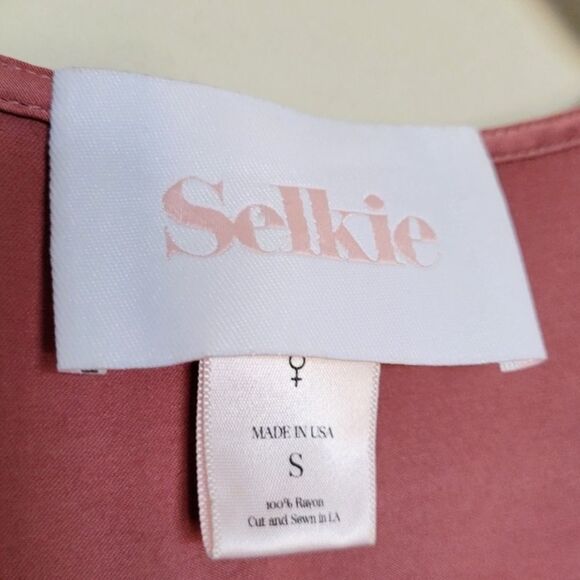 Selkie
MADE IN USA
S
100% Rayon
Cut and Sewn in LA